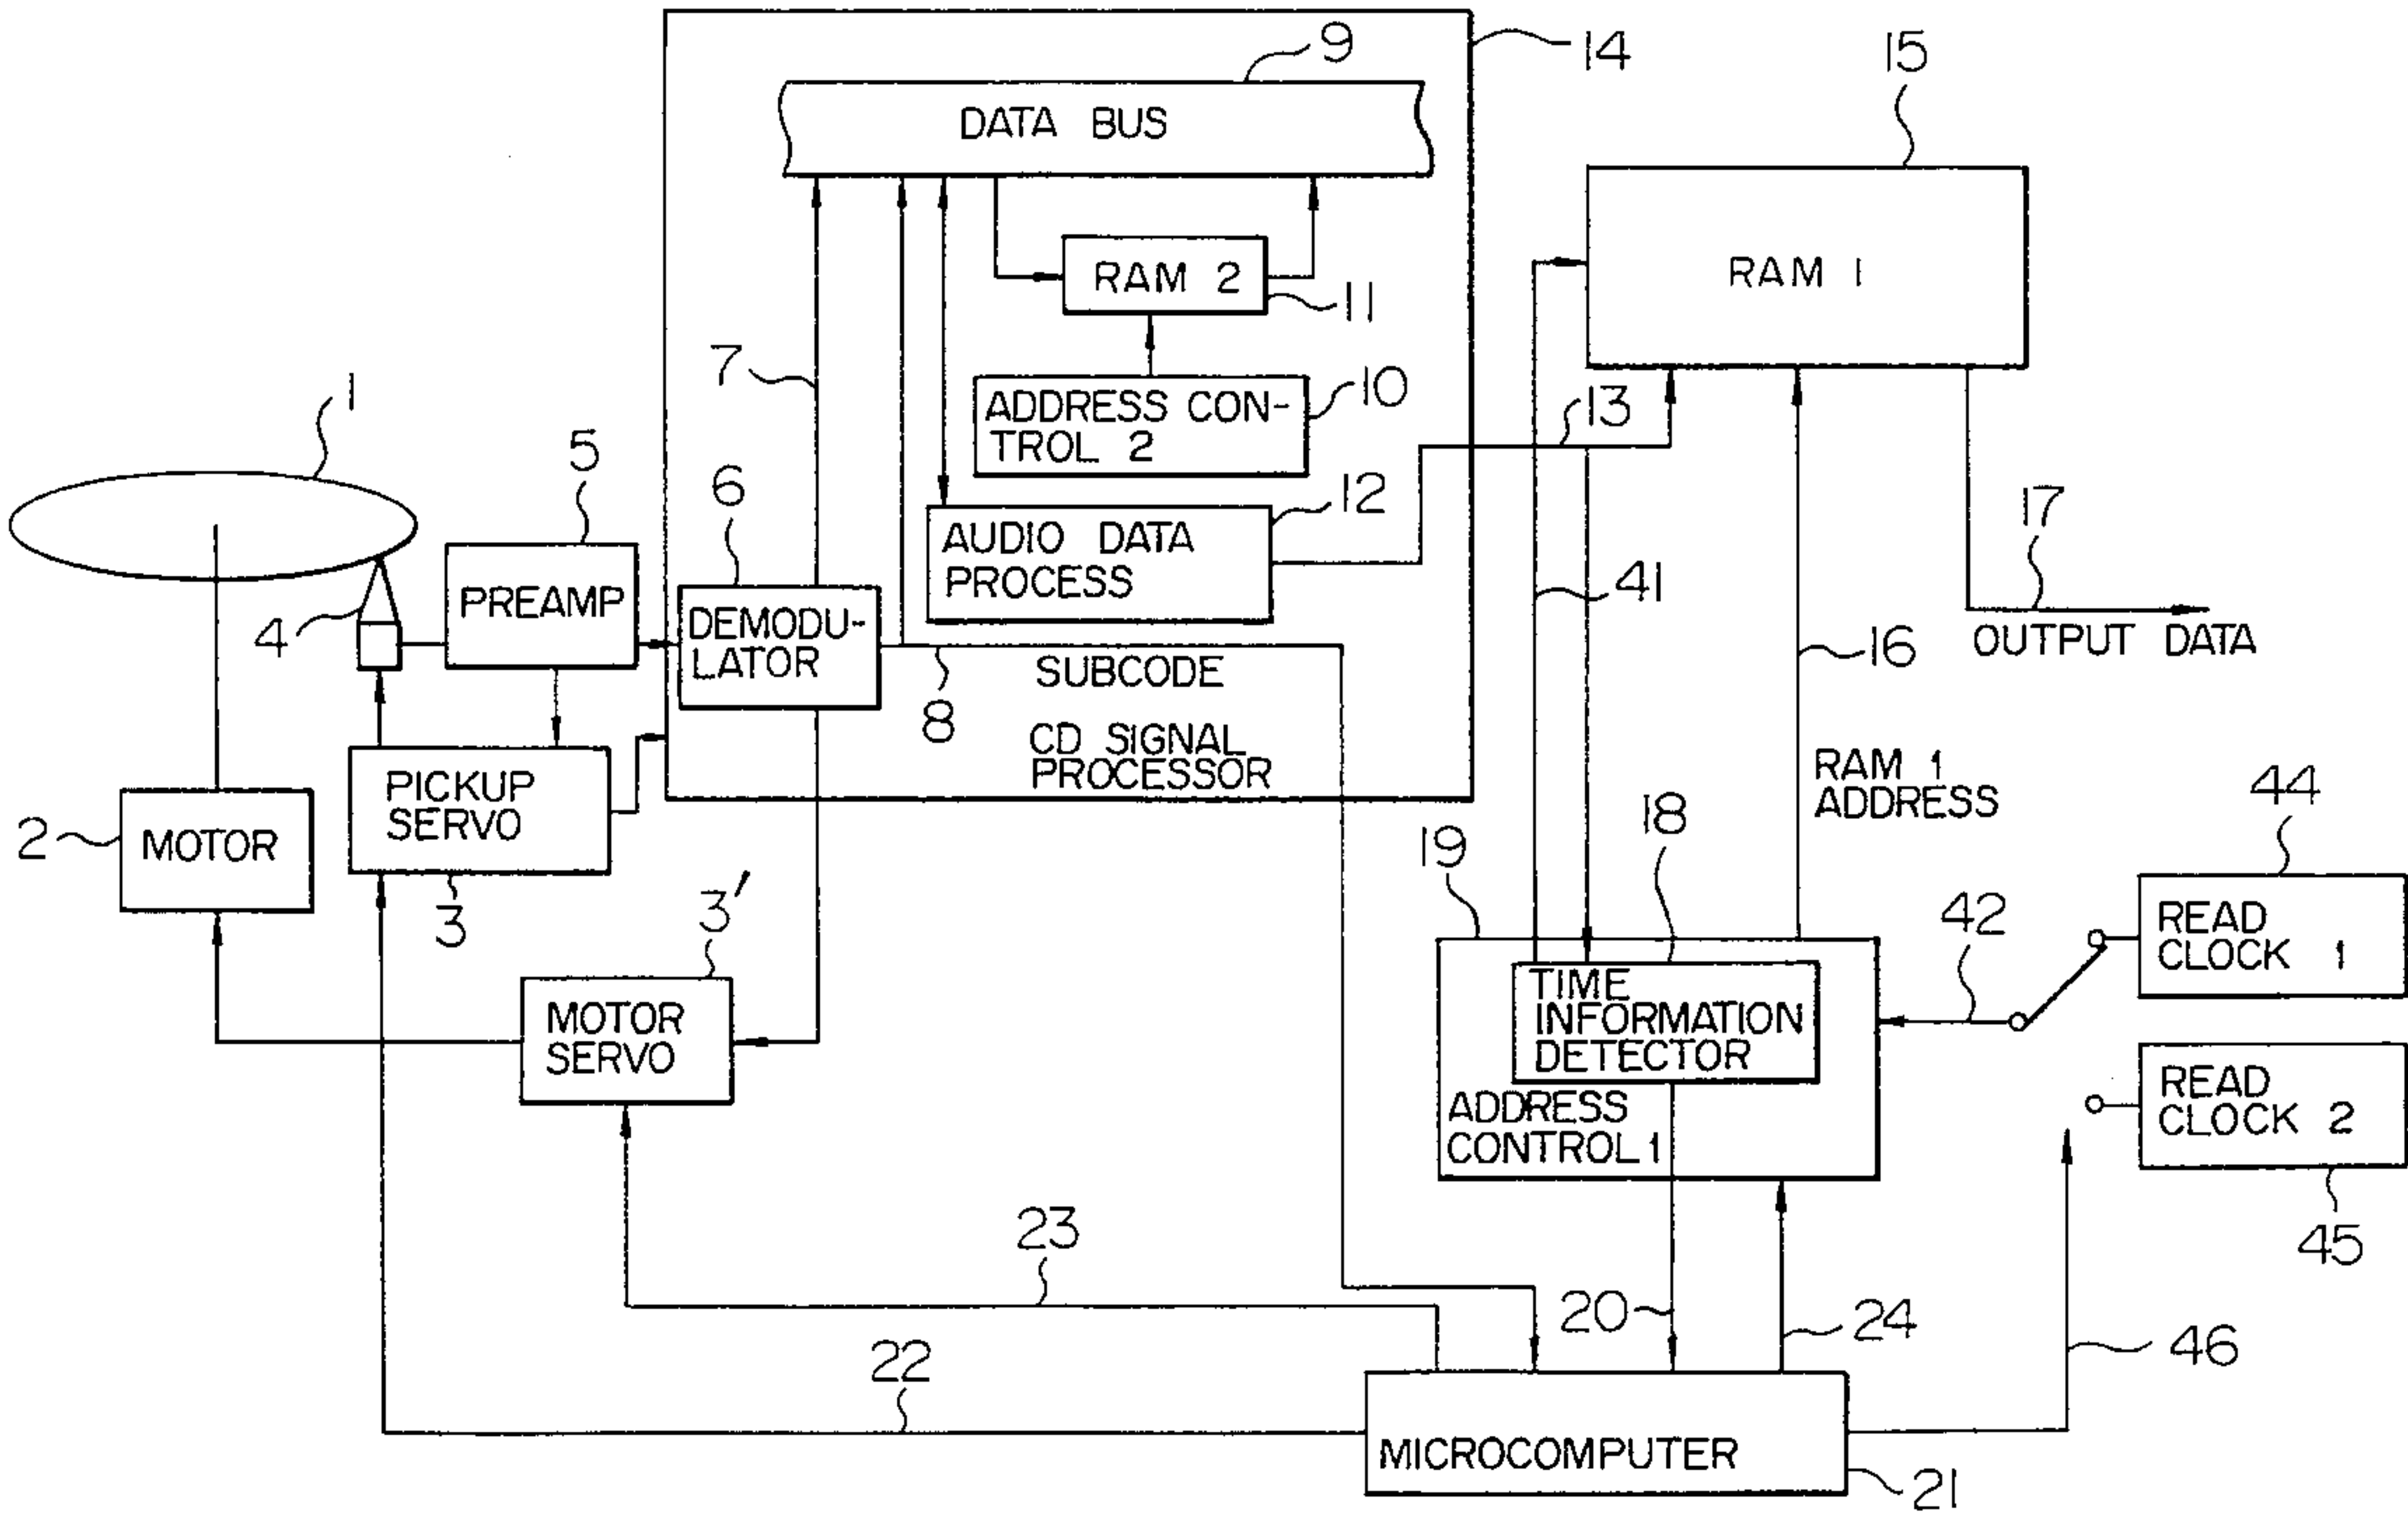 9
14
15
DATA BUS
RAM 2
RAM 1
11
7
10
1
ADDRESS CON-
TROL 2
13
5
6
12
17
AUDIO DATA
PROCESS
PREAMP
4
DEMODU-
LATOR
41
OUTPUT DATA
16
SUBCODE
8
CD SIGNAL
PROCESSOR
RAM 1
ADDRESS
44
PICKUP
SERVO
2
MOTOR
18
19
3
3'
42
READ
CLOCK 1
TIME
INFORMATION
DETECTOR
MOTOR
SERVO
READ
CLOCK 2
ADDRESS
CONTROL 1
23
45
20
24
22
46
MICROCOMPUTER
21